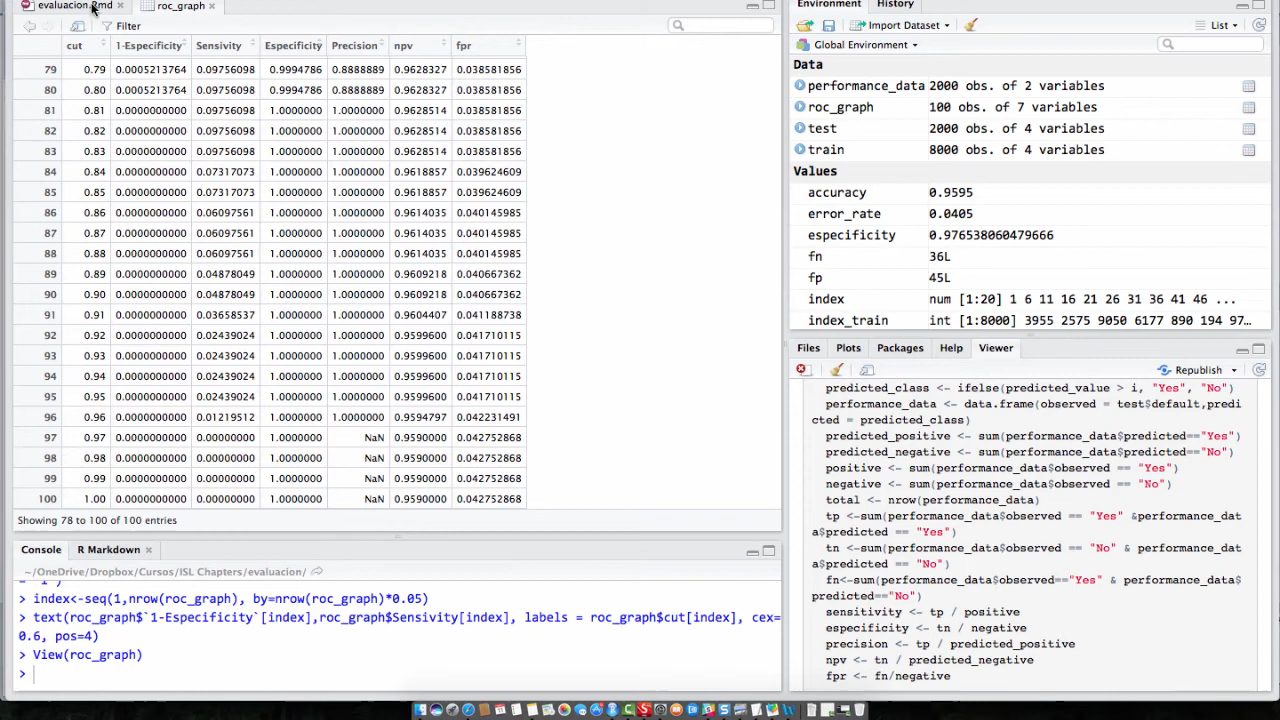 evaluacion.Rmd
roc_graph
Filter
cut 1-Especificity Sensivity Especificity Precision npv fpr
79 0.79 0.0005213764 0.09756098 0.9994786 0.8888889 0.9628327 0.038581856
80 0.80 0.0005213764 0.09756098 0.9994786 0.8888889 0.9628327 0.038581856
81 0.81 0.0000000000 0.09756098 1.0000000 1.0000000 0.9628514 0.038581856
82 0.82 0.0000000000 0.09756098 1.0000000 1.0000000 0.9628514 0.038581856
83 0.83 0.0000000000 0.09756098 1.0000000 1.0000000 0.9628514 0.038581856
84 0.84 0.0000000000 0.07317073 1.0000000 1.0000000 0.9618857 0.039624609
85 0.85 0.0000000000 0.07317073 1.0000000 1.0000000 0.9618857 0.039624609
86 0.86 0.0000000000 0.06097561 1.0000000 1.0000000 0.9614035 0.040145985
87 0.87 0.0000000000 0.06097561 1.0000000 1.0000000 0.9614035 0.040145985
88 0.88 0.0000000000 0.06097561 1.0000000 1.0000000 0.9614035 0.040145985
89 0.89 0.0000000000 0.04878049 1.0000000 1.0000000 0.9609218 0.040667362
90 0.90 0.0000000000 0.04878049 1.0000000 1.0000000 0.9609218 0.040667362
91 0.91 0.0000000000 0.03658537 1.0000000 1.0000000 0.9604407 0.041188738
92 0.92 0.0000000000 0.02439024 1.0000000 1.0000000 0.9599600 0.041710115
93 0.93 0.0000000000 0.02439024 1.0000000 1.0000000 0.9599600 0.041710115
94 0.94 0.0000000000 0.02439024 1.0000000 1.0000000 0.9599600 0.041710115
95 0.95 0.0000000000 0.02439024 1.0000000 1.0000000 0.9599600 0.041710115
96 0.96 0.0000000000 0.01219512 1.0000000 1.0000000 0.9594797 0.042231491
97 0.97 0.0000000000 0.00000000 1.0000000 NaN 0.9590000 0.042752868
98 0.98 0.0000000000 0.00000000 1.0000000 NaN 0.9590000 0.042752868
99 0.99 0.0000000000 0.00000000 1.0000000 NaN 0.9590000 0.042752868
100 1.00 0.0000000000 0.00000000 1.0000000 NaN 0.9590000 0.042752868
Showing 78 to 100 of 100 entries
Console R Markdown
~/OneDrive/Dropbox/Cursos/ISL Chapters/evaluacion/
= "l")
> index<-seq(1,nrow(roc_graph), by=nrow(roc_graph)*0.05)
> text(roc_graph$`1-Especificity`[index],roc_graph$Sensivity[index], labels = roc_graph$cut[index], cex=
0.6, pos=4)
> View(roc_graph)
>
Environment History
Import Dataset List
Global Environment
Data
performance_data 2000 obs. of 2 variables
roc_graph 100 obs. of 7 variables
test 2000 obs. of 4 variables
train 8000 obs. of 4 variables
Values
accuracy 0.9595
error_rate 0.0405
especificity 0.976538060479666
fn 36L
fp 45L
index num [1:20] 1 6 11 16 21 26 31 36 41 46 ...
index_train int [1:8000] 3955 2575 9050 6177 890 194 97…
Files Plots Packages Help Viewer
Republish
predicted_class <- ifelse(predicted_value > i, "Yes", "No")
performance_data <- data.frame(observed = test$default,predi
cted = predicted_class)
predicted_positive <- sum(performance_data$predicted=="Yes")
predicted_negative <- sum(performance_data$predicted=="No")
positive <- sum(performance_data$observed == "Yes")
negative <- sum(performance_data$observed == "No")
total <- nrow(performance_data)
tp <-sum(performance_data$observed == "Yes" &performance_dat
a$predicted == "Yes")
tn <-sum(performance_data$observed == "No" & performance_dat
a$predicted == "No")
fn<-sum(performance_data$observed=="Yes" & performance_data$
predicted=="No")
sensitivity <- tp / positive
especificity <- tn / negative
precision <- tp / predicted_positive
npv <- tn / predicted_negative
fpr <- fn/negative